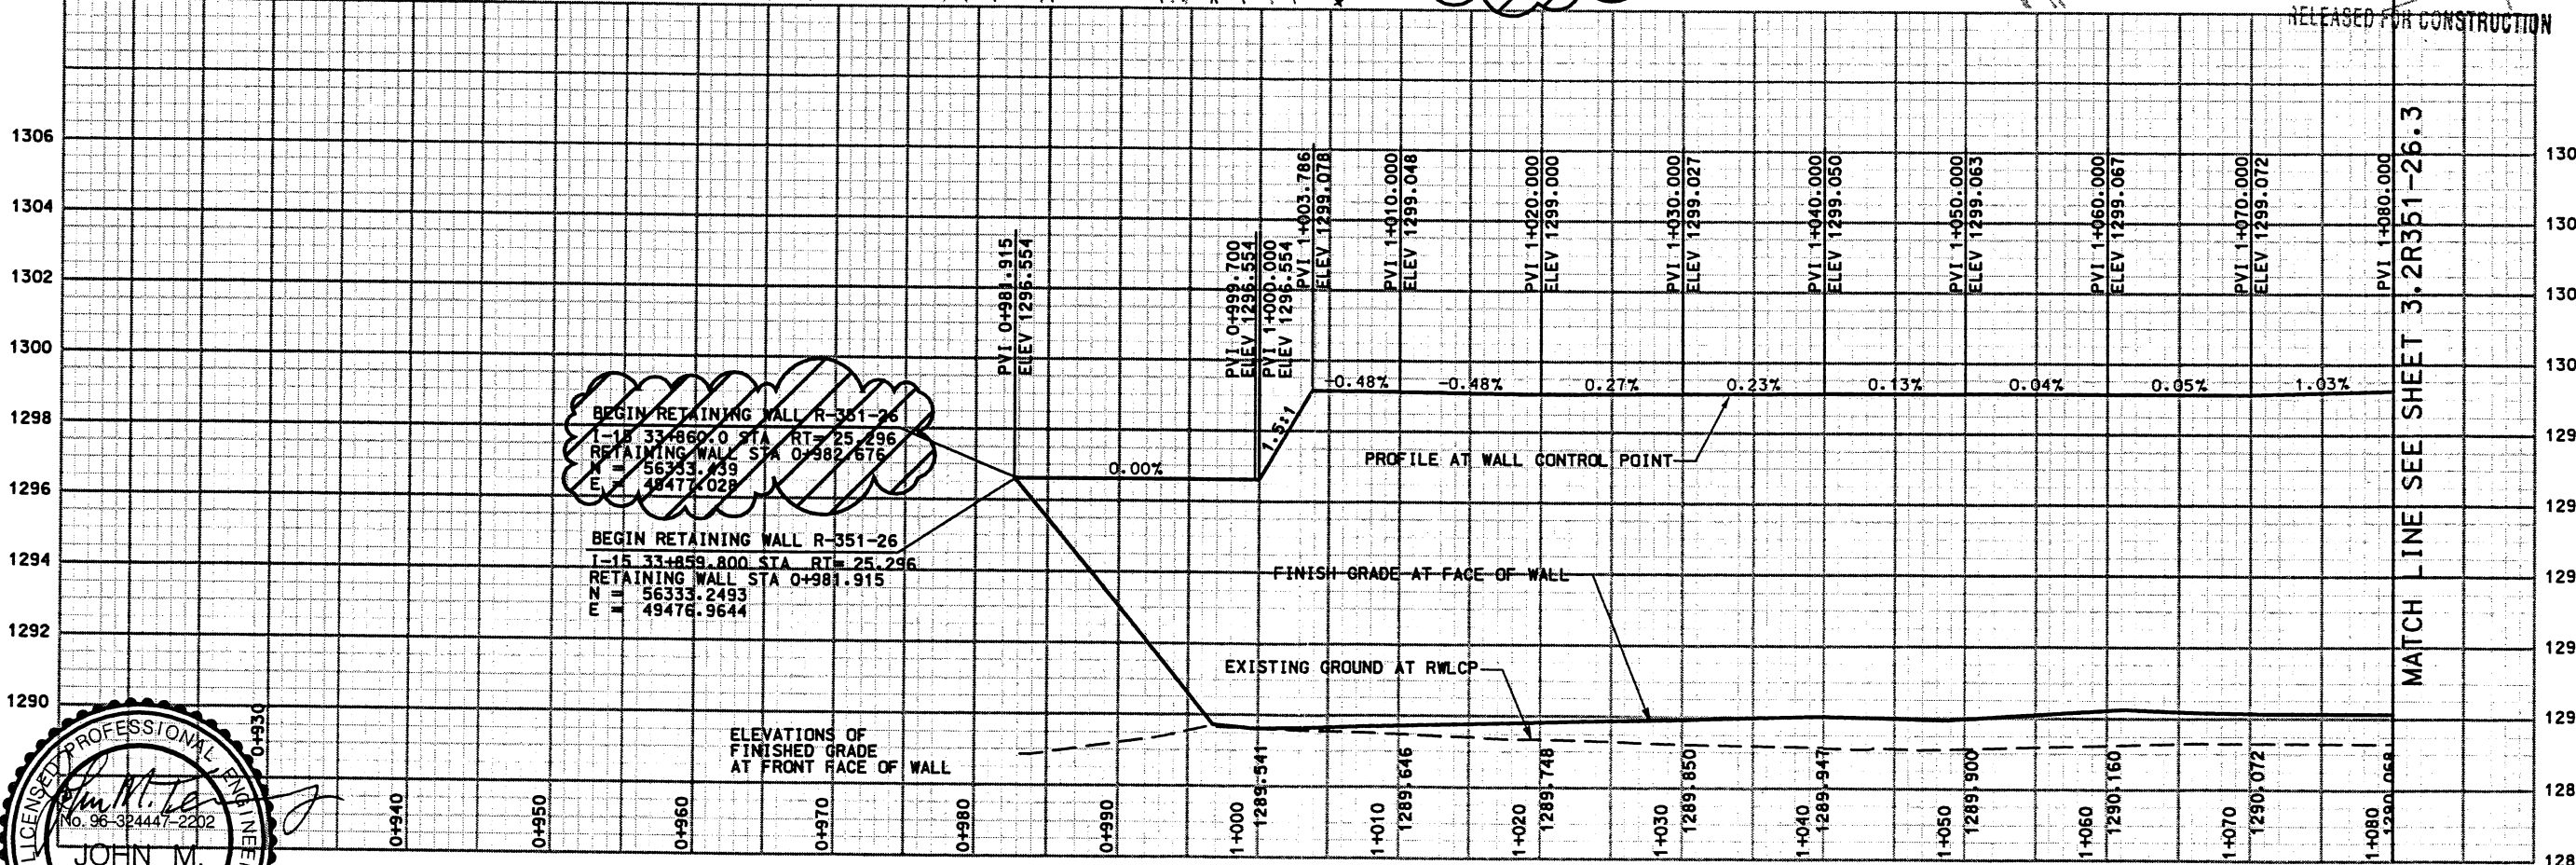 RELEASED FOR CONSTRUCTION
1306
1304
1302
1300
1298
1296
1294
1292
1290
PVI 0+981.915
ELEV 1296.554
PVI 0+999.700
ELEV 1296.554
PVI 1+000.000
ELEV 1296.554
PVI 1+003.786
ELEV 1299.078
PVI 1+010.000
ELEV 1299.048
PVI 1+020.000
ELEV 1299.000
PVI 1+030.000
ELEV 1299.027
PVI 1+040.000
ELEV 1299.050
PVI 1+050.000
ELEV 1299.063
PVI 1+060.000
ELEV 1299.067
PVI 1+070.000
ELEV 1299.072
PVI 1+080.000
MATCH LINE SEE SHEET 3.2R351-26.3
-0.48%
-0.48%
0.27%
0.23%
0.13%
0.04%
0.05%
1.03%
1.5:1
0.00%
PROFILE AT WALL CONTROL POINT
BEGIN RETAINING WALL R-351-26
I-15 33+860.0 STA RT= 25.296
RETAINING WALL STA 0+982.676
N = 56333.439
E = 49477.028
BEGIN RETAINING WALL R-351-26
I-15 33+859.800 STA RT= 25.296
RETAINING WALL STA 0+981.915
N = 56333.2493
E = 49476.9644
FINISH GRADE AT FACE OF WALL
EXISTING GROUND AT RWLCP
ELEVATIONS OF
FINISHED GRADE
AT FRONT FACE OF WALL
0+930
0+940
0+950
0+960
0+970
0+980
0+990
1+000
1289.541
1+010
1289.646
1+020
1289.748
1+030
1289.850
1+040
1289.947
1+050
1289.900
1+060
1290.160
1+070
1290.072
1+080
1290.068
LICENSED PROFESSIONAL ENGINEER
No. 96-324447-2202
JOHN M.